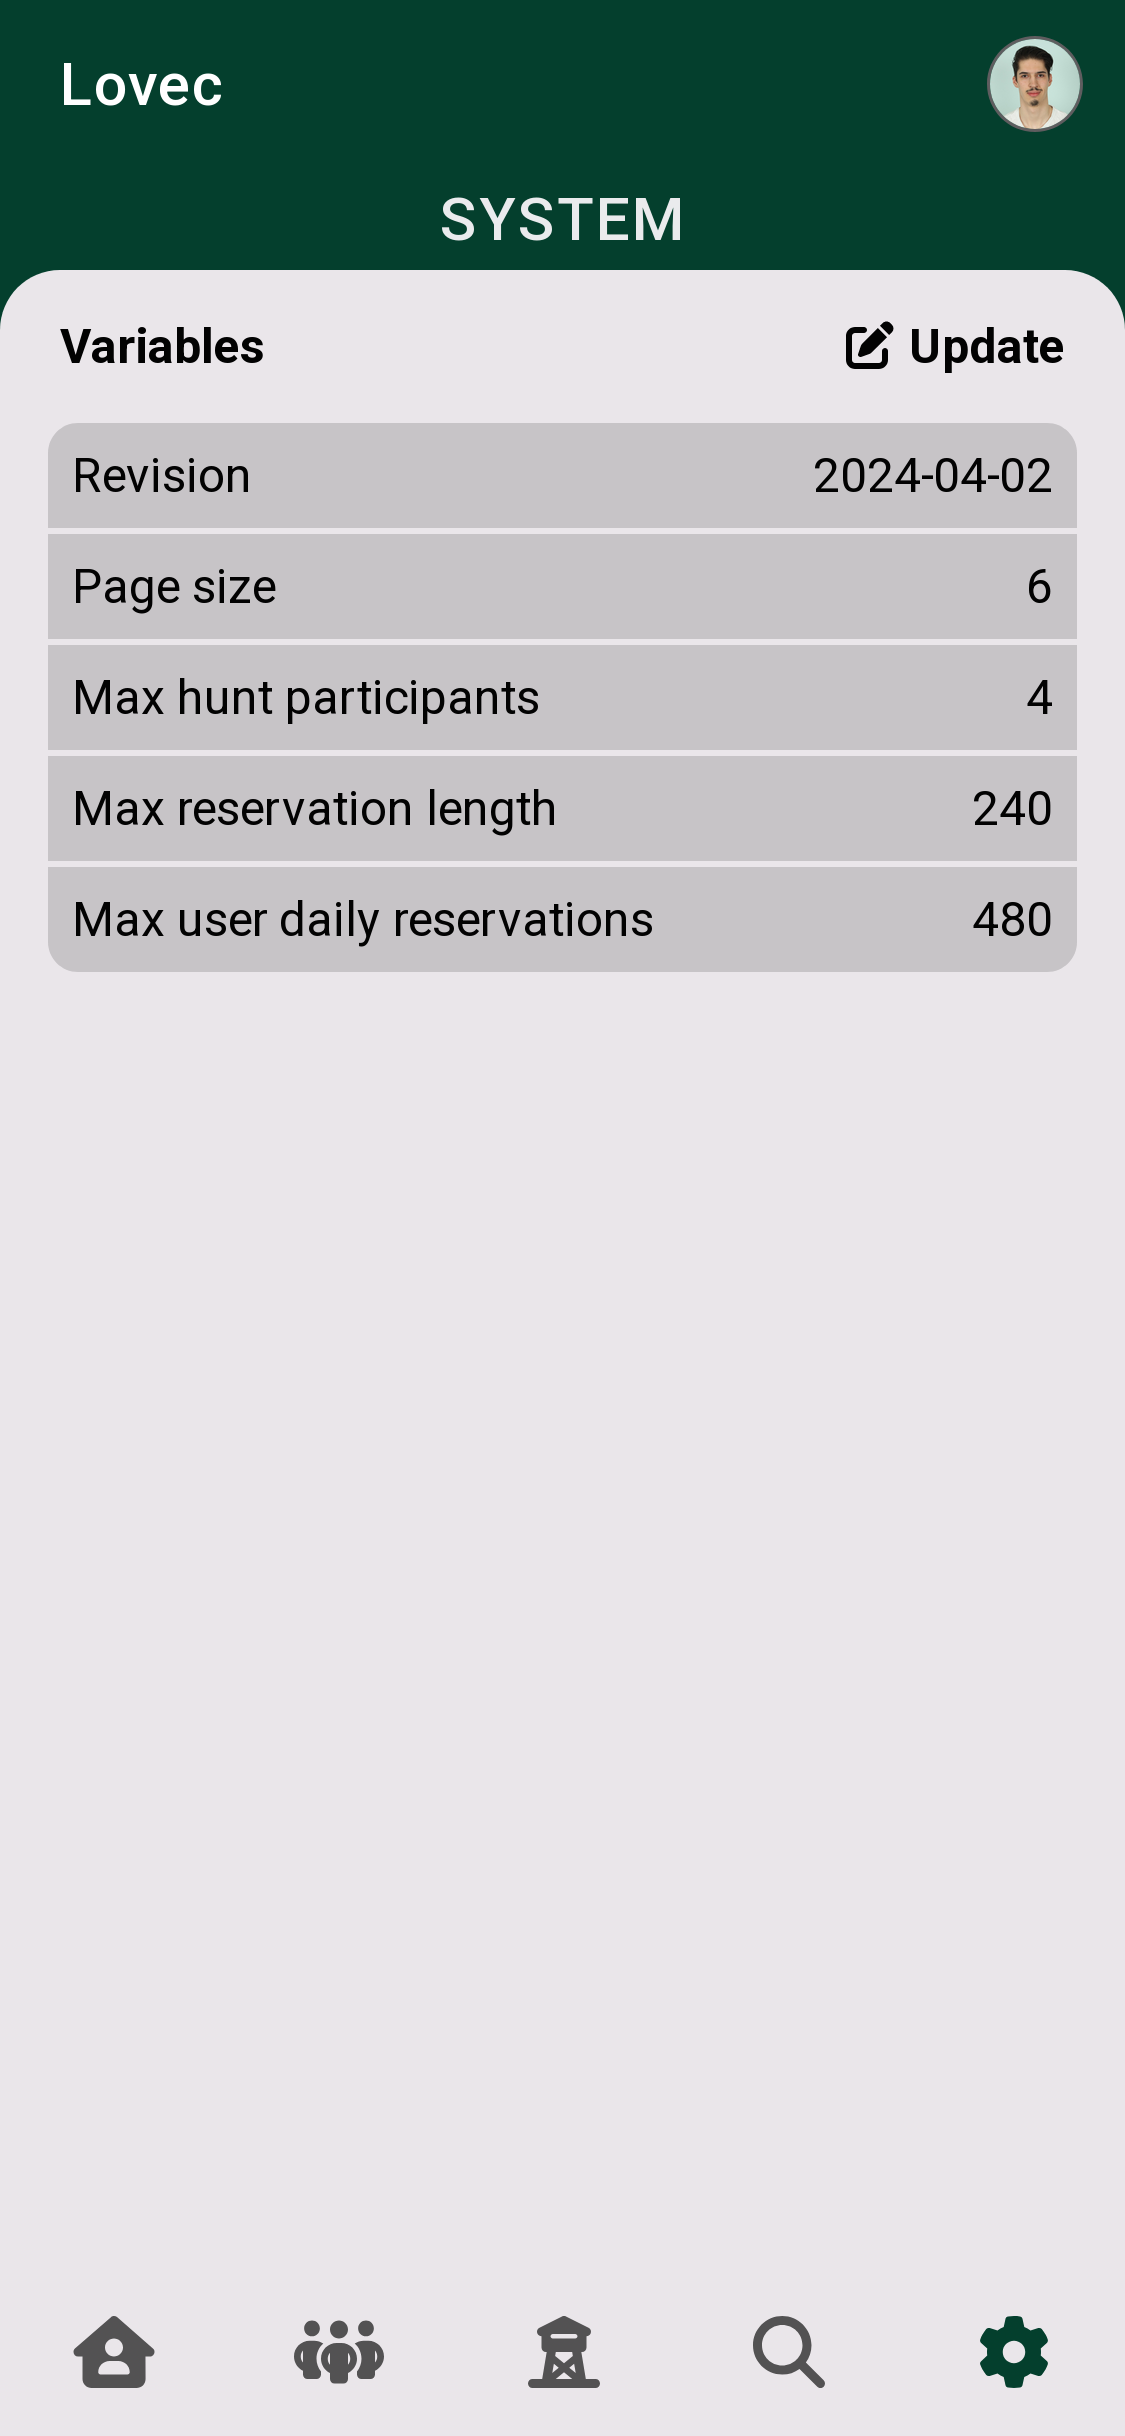 Lovec
SYSTEM
Variables
Update
Revision 2024-04-02
Page size 6
Max hunt participants 4
Max reservation length 240
Max user daily reservations 480